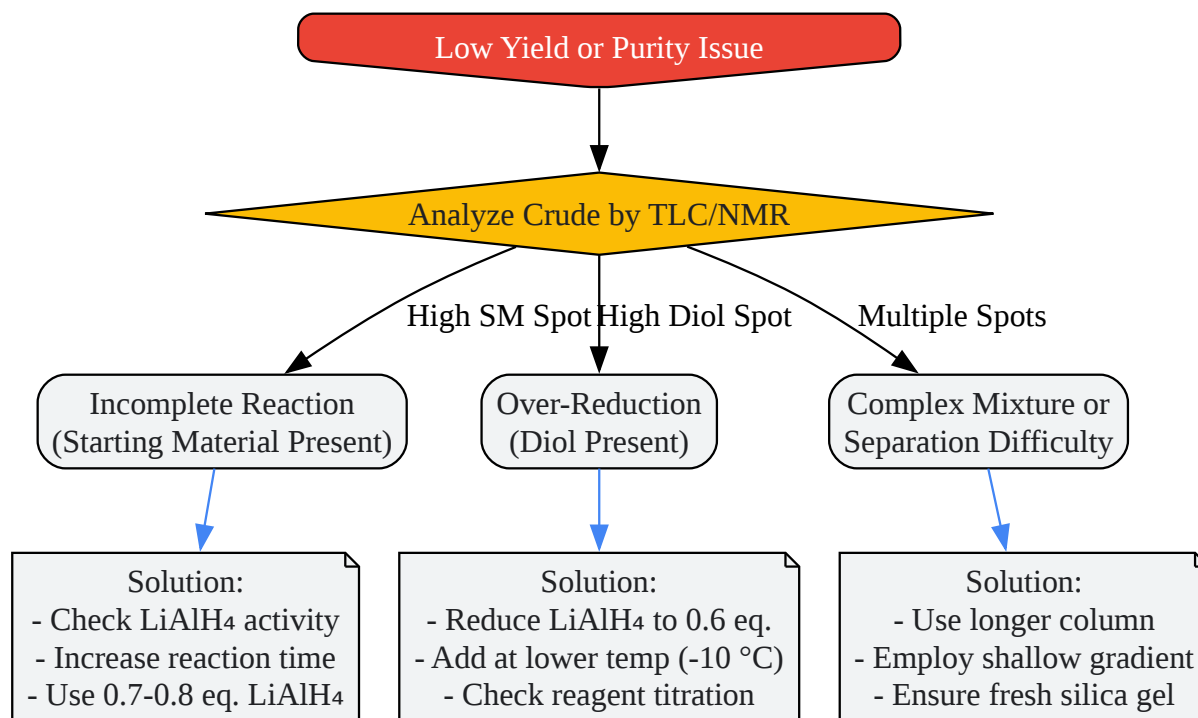 Low Yield or Purity Issue
Analyze Crude by TLC/NMR
High SM Spot
High Diol Spot
Multiple Spots
Incomplete Reaction
(Starting Material Present)
Over-Reduction
(Diol Present)
Complex Mixture or
Separation Difficulty
Solution:
- Check LiAlH₄ activity
- Increase reaction time
- Use 0.7-0.8 eq. LiAlH₄
Solution:
- Reduce LiAlH₄ to 0.6 eq.
- Add at lower temp (-10 °C)
- Check reagent titration
Solution:
- Use longer column
- Employ shallow gradient
- Ensure fresh silica gel